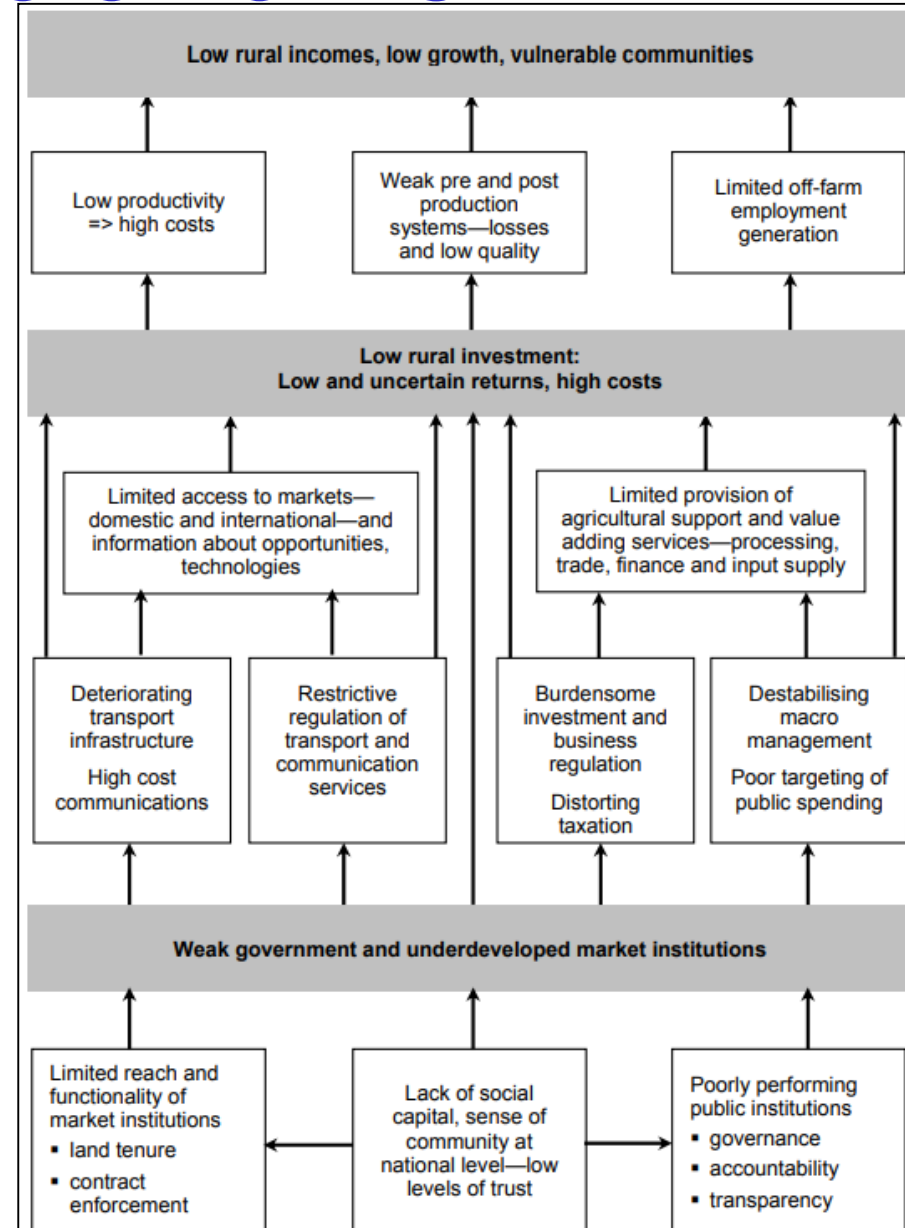 Low rural incomes, low growth, vulnerable communities
Low productivity
=> high costs
Weak pre and post
production
systems—losses
and low quality
Limited off-farm
employment
generation
Low rural investment:
Low and uncertain returns, high costs
Limited access to markets—
domestic and international—and
information about opportunities,
technologies
Limited provision of
agricultural support and value
adding services—processing,
trade, finance and input supply
Deteriorating
transport
infrastructure
High cost
communications
Restrictive
regulation of
transport and
communication
services
Burdensome
investment and
business
regulation
Distorting
taxation
Destabilising
macro
management
Poor targeting of
public spending
Weak government and underdeveloped market institutions
Limited reach and
functionality of
market institutions
▪ land tenure
▪ contract
enforcement
Lack of social
capital, sense of
community at
national level—low
levels of trust
Poorly performing
public institutions
▪ governance
▪ accountability
▪ transparency